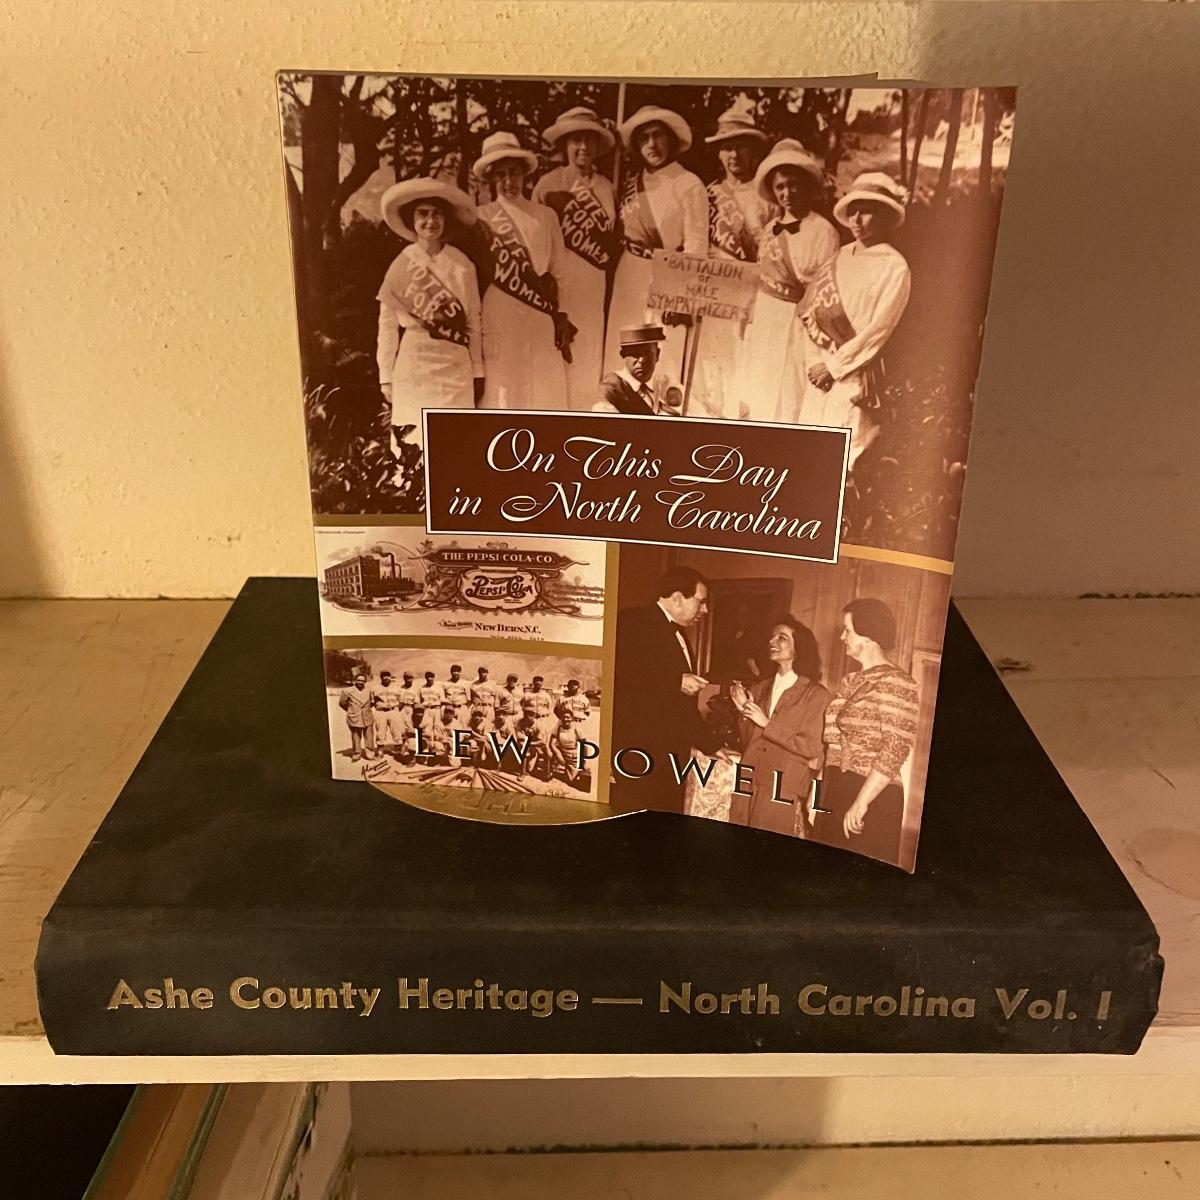 VOTES FOR
VOTES
FOR
WOMEN
VOTES
FOR
WOMEN
VOTES
BATTALION
OF
MALE
SYMPATHIZERS
On This Day
in North Carolina
THE PEPSI-COLA CO.
PEPSI-COLA
NEW BERN, N.C.
LEW POWELL
Ashe County Heritage — North Carolina Vol. I